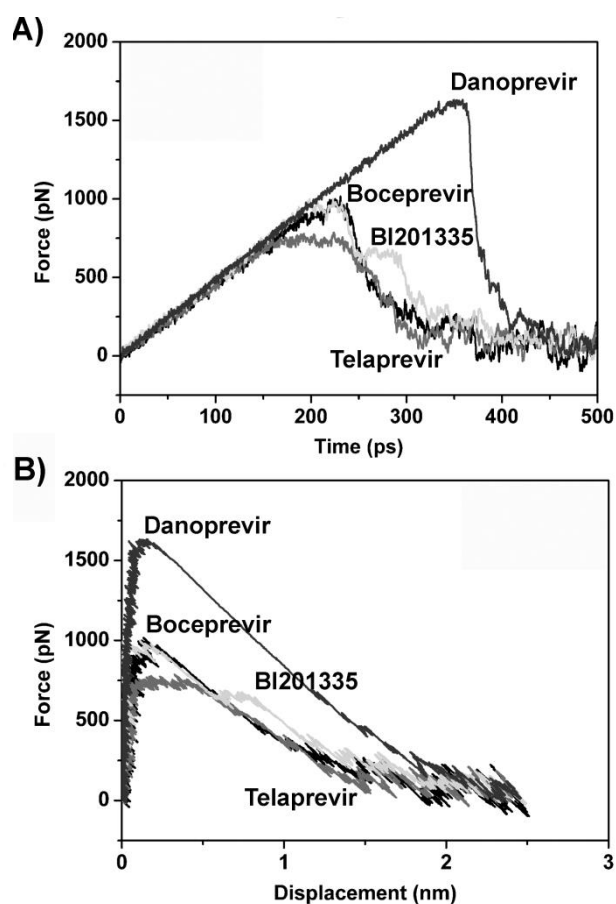 A)
2000
1500
1000
500
0
Force (pN)
Danoprevir
Boceprevir
BI201335
Telaprevir
0 100 200 300 400 500
Time (ps)
B)
2000
1500
1000
500
0
Force (pN)
Danoprevir
Boceprevir
BI201335
Telaprevir
0 1 2 3
Displacement (nm)